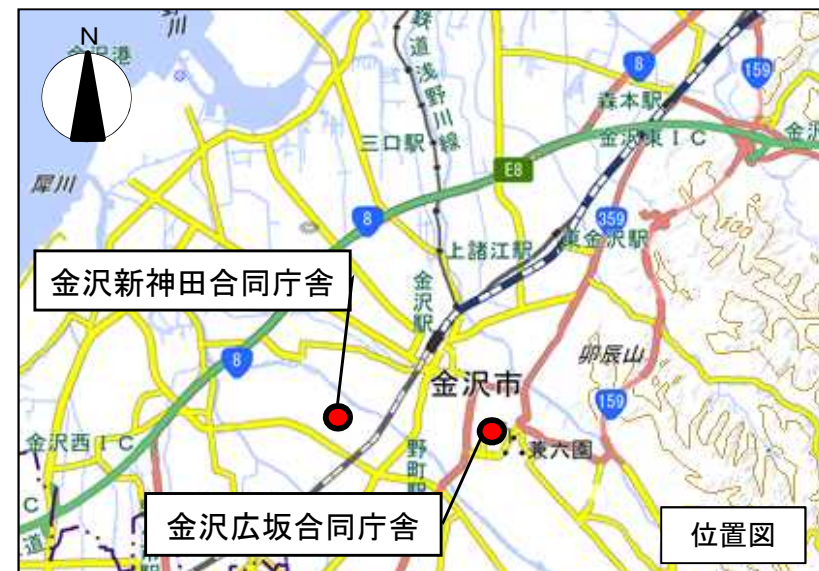 N
金沢港
川
犀川
浅野川線
三口駅
8
159
森本駅
金沢東IC
金沢
E8
8
359
上諸江駅
東金沢駅
金沢新神田合同庁舎
金沢駅
8
卯辰山
金沢市
159
金沢西IC
野町駅
兼六園
金沢広坂合同庁舎
C
道
位置図